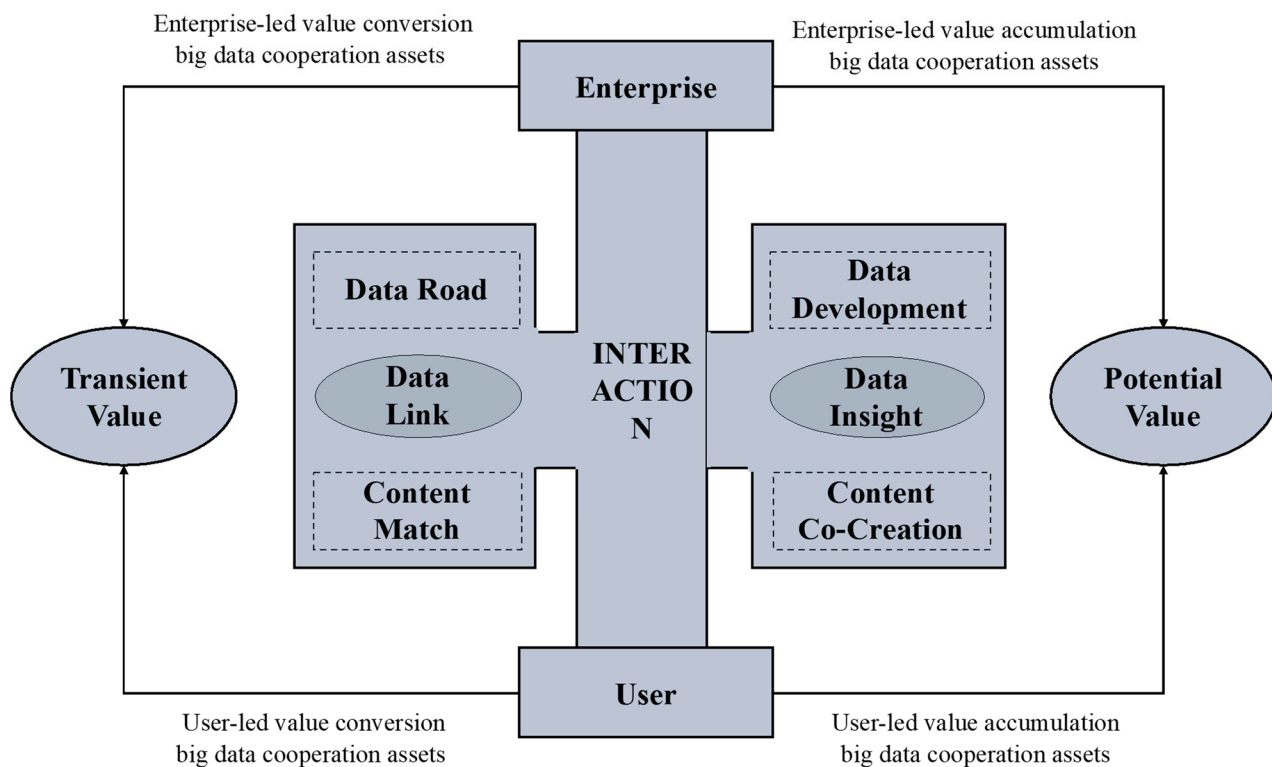 Enterprise-led value conversion
big data cooperation assets
Enterprise-led value accumulation
big data cooperation assets
Enterprise
Data Road
Data
Development
Transient
Value
Data
Link
INTER
ACTIO
N
Data
Insight
Potential
Value
Content
Match
Content
Co-Creation
User
User-led value conversion
big data cooperation assets
User-led value accumulation
big data cooperation assets